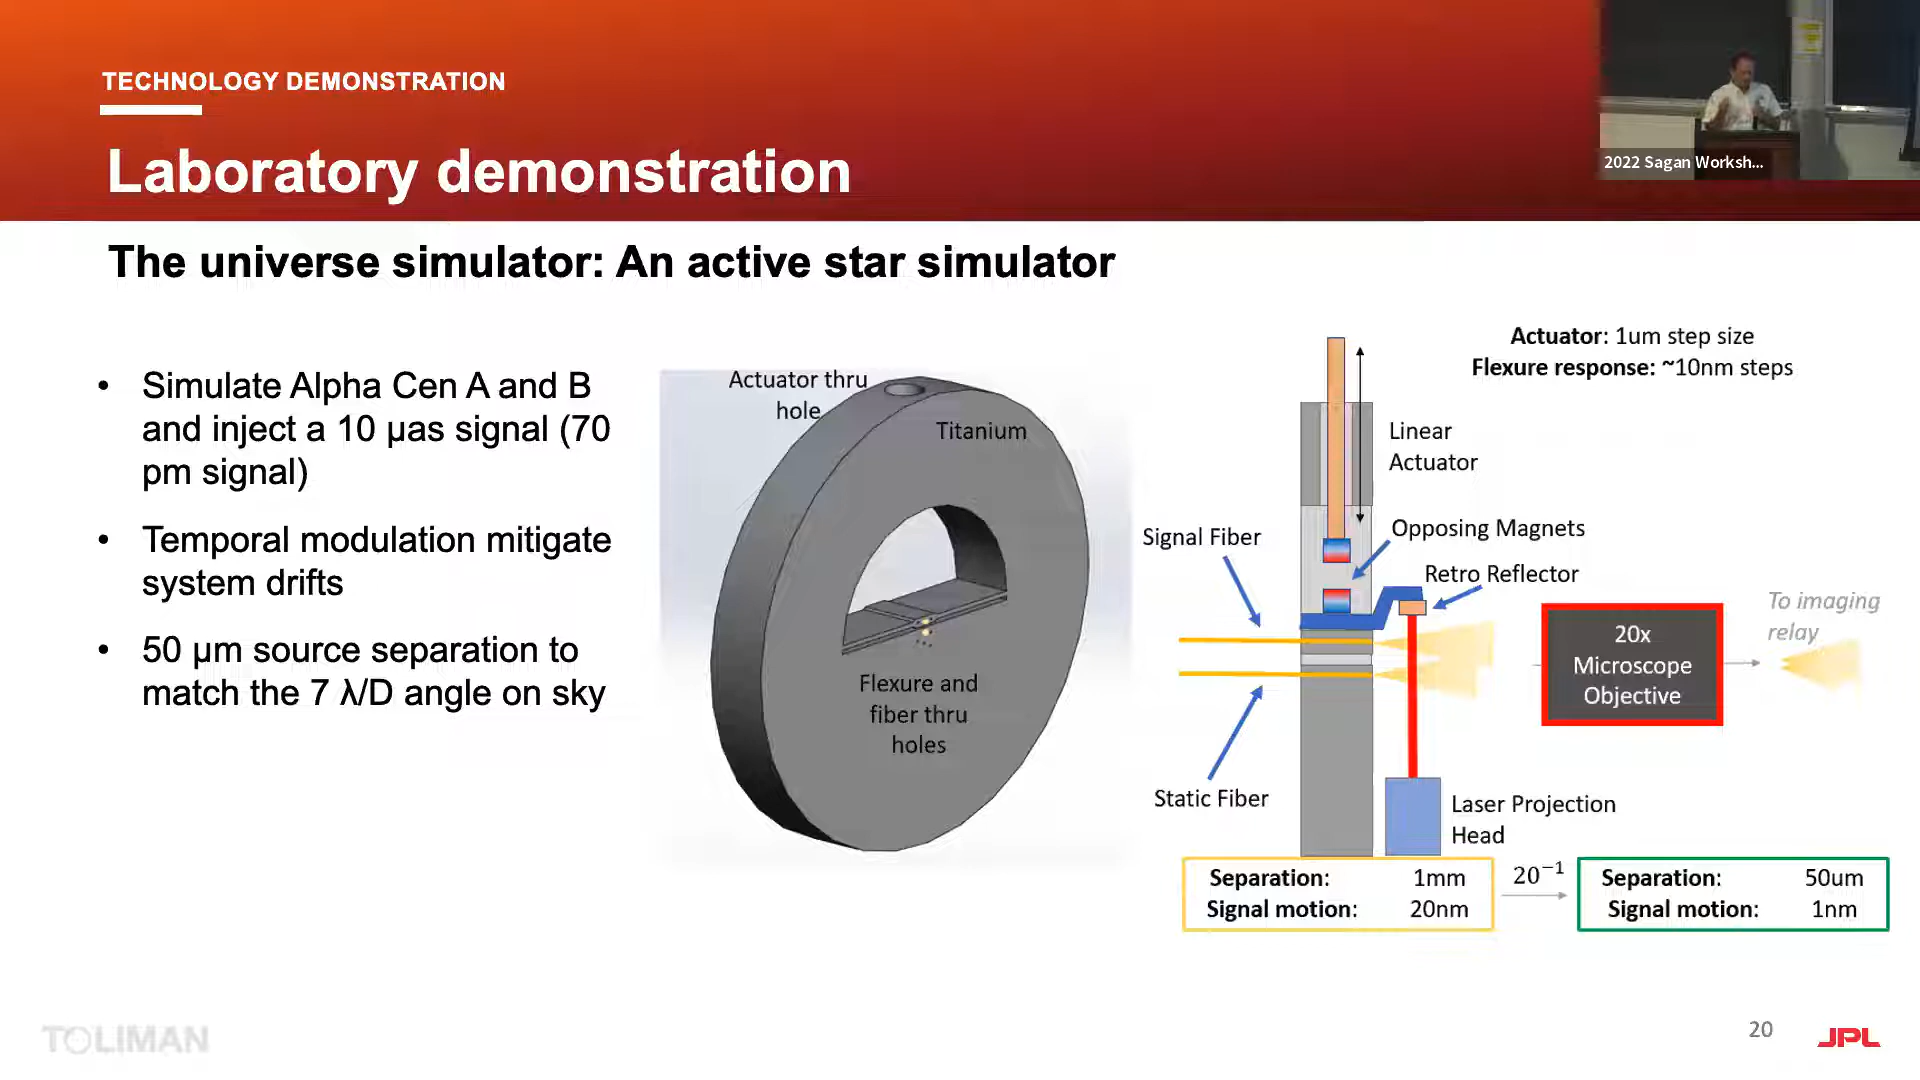 TECHNOLOGY DEMONSTRATION
Laboratory demonstration
2022 Sagan Worksh...
The universe simulator: An active star simulator
• Simulate Alpha Cen A and B
and inject a 10 µas signal (70
pm signal)
• Temporal modulation mitigate
system drifts
• 50 µm source separation to
match the 7 λ/D angle on sky
Actuator thru
hole
Titanium
Flexure and
fiber thru
holes
Actuator: 1um step size
Flexure response: ~10nm steps
Linear
Actuator
Signal Fiber
Opposing Magnets
Retro Reflector
To imaging
relay
20x
Microscope
Objective
Static Fiber
Laser Projection
Head
Separation: 1mm
Signal motion: 20nm
20⁻¹
Separation: 50um
Signal motion: 1nm
TOLIMAN
20
JPL